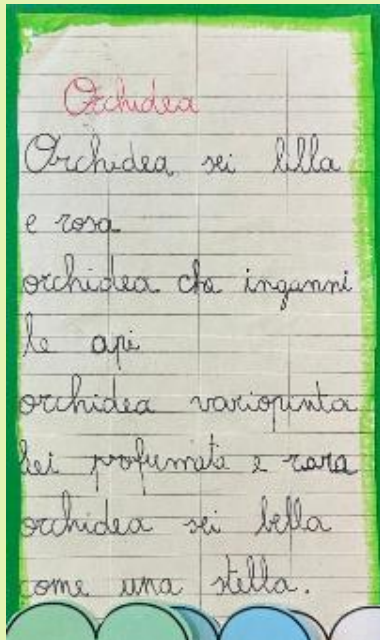 Orchidea
Orchidea sei lilla
e rosa
orchidea che inganni
le api
orchidea variopinta
sei profumata e rara
orchidea sei bella
come una stella.